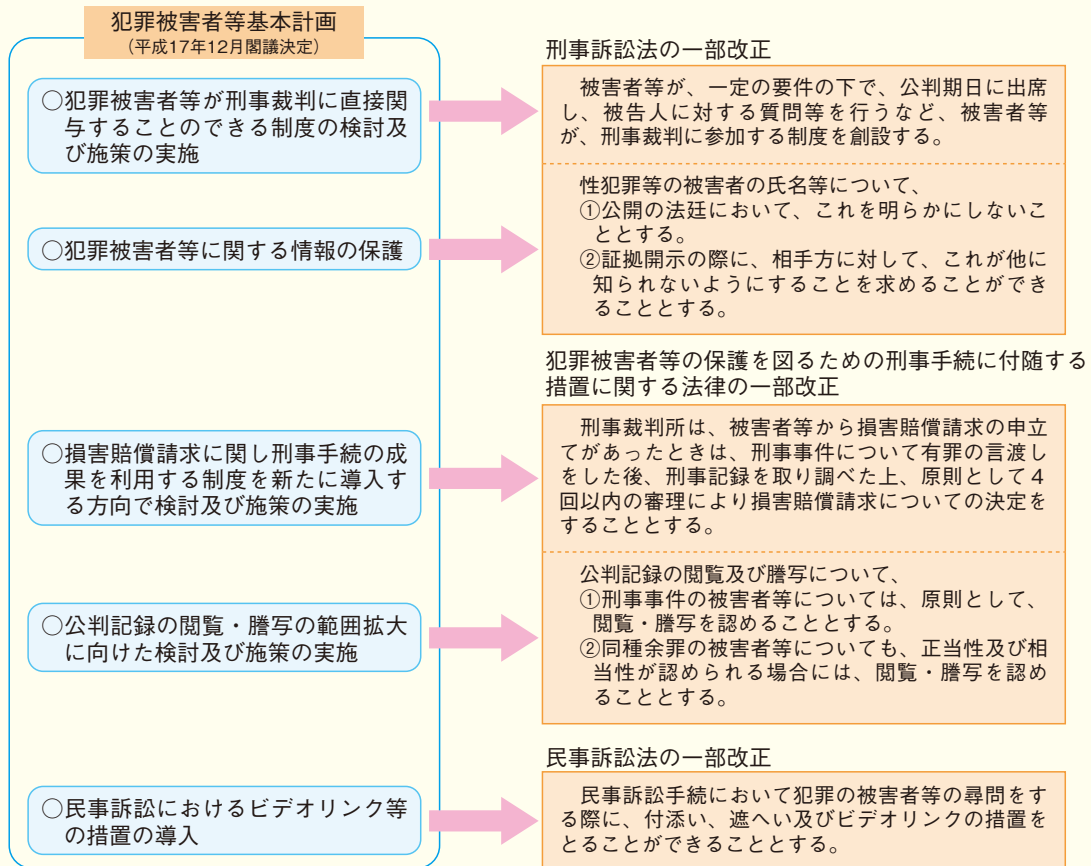 犯罪被害者等基本計画
(平成17年12月閣議決定)
○犯罪被害者等が刑事裁判に直接関
与することのできる制度の検討及
び施策の実施
○犯罪被害者等に関する情報の保護
○損害賠償請求に関し刑事手続の成
果を利用する制度を新たに導入す
る方向で検討及び施策の実施
○公判記録の閲覧・謄写の範囲拡大
に向けた検討及び施策の実施
○民事訴訟におけるビデオリンク等
の措置の導入
刑事訴訟法の一部改正
被害者等が、一定の要件の下で、公判期日に出席
し、被告人に対する質問等を行うなど、被害者等
が、刑事裁判に参加する制度を創設する。
性犯罪等の被害者の氏名等について、
①公開の法廷において、これを明らかにしないこ
ととする。
②証拠開示の際に、相手方に対して、これが他に
知られないようにすることを求めることができ
ることとする。
犯罪被害者等の保護を図るための刑事手続に付随する
措置に関する法律の一部改正
刑事裁判所は、被害者等から損害賠償請求の申立
てがあったときは、刑事事件について有罪の言渡し
をした後、刑事記録を取り調べた上、原則として4
回以内の審理により損害賠償請求についての決定を
することとする。
公判記録の閲覧及び謄写について、
①刑事事件の被害者等については、原則として、
閲覧・謄写を認めることとする。
②同種余罪の被害者等についても、正当性及び相
当性が認められる場合には、閲覧・謄写を認め
ることとする。
民事訴訟法の一部改正
民事訴訟手続において犯罪の被害者等の尋問をす
る際に、付添い、遮へい及びビデオリンクの措置を
とることができることとする。